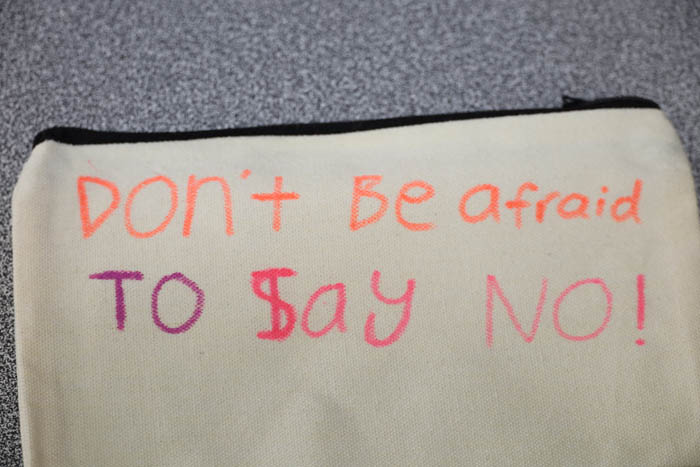 Don't Be afraid
TO Say NO!